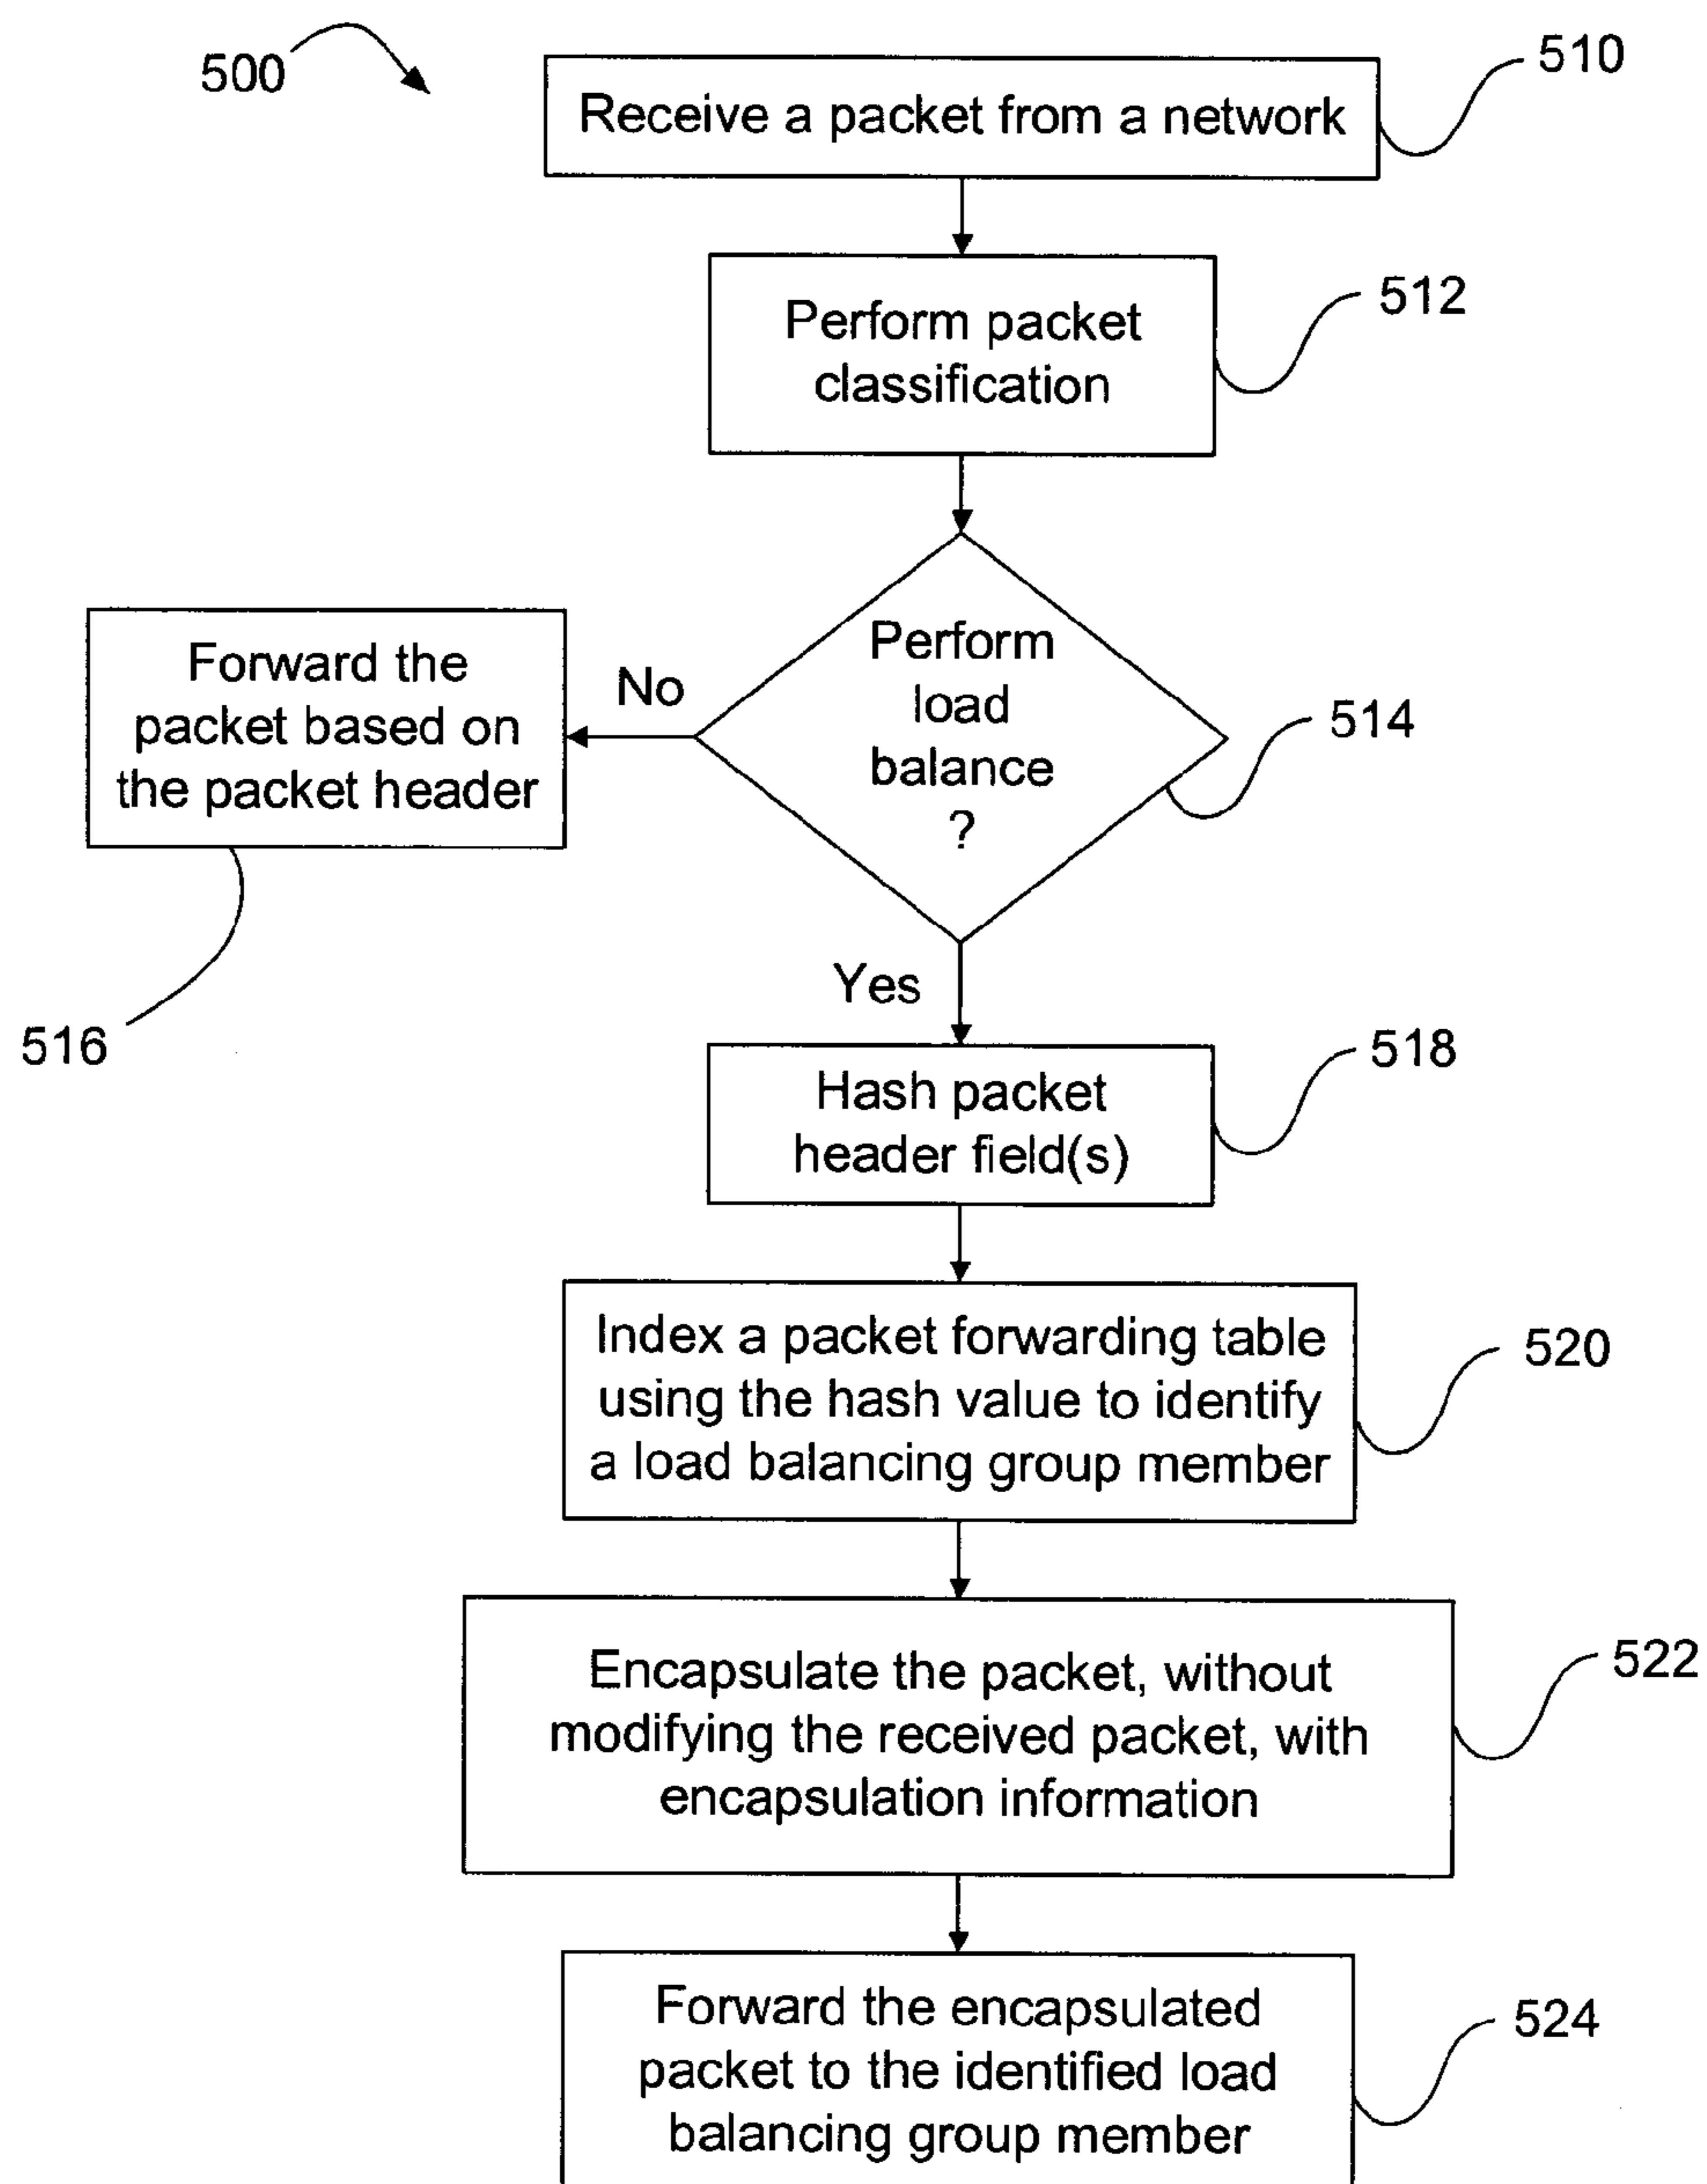 500
Receive a packet from a network
510
Perform packet
classification
512
Perform
load
balance
?
514
No
Forward the
packet based on
the packet header
516
Yes
Hash packet
header field(s)
518
Index a packet forwarding table
using the hash value to identify
a load balancing group member
520
Encapsulate the packet, without
modifying the received packet, with
encapsulation information
522
Forward the encapsulated
packet to the identified load
balancing group member
524